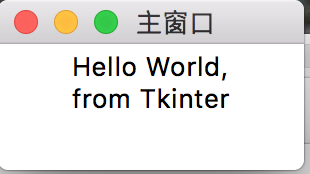 主窗口
Hello World,
from Tkinter